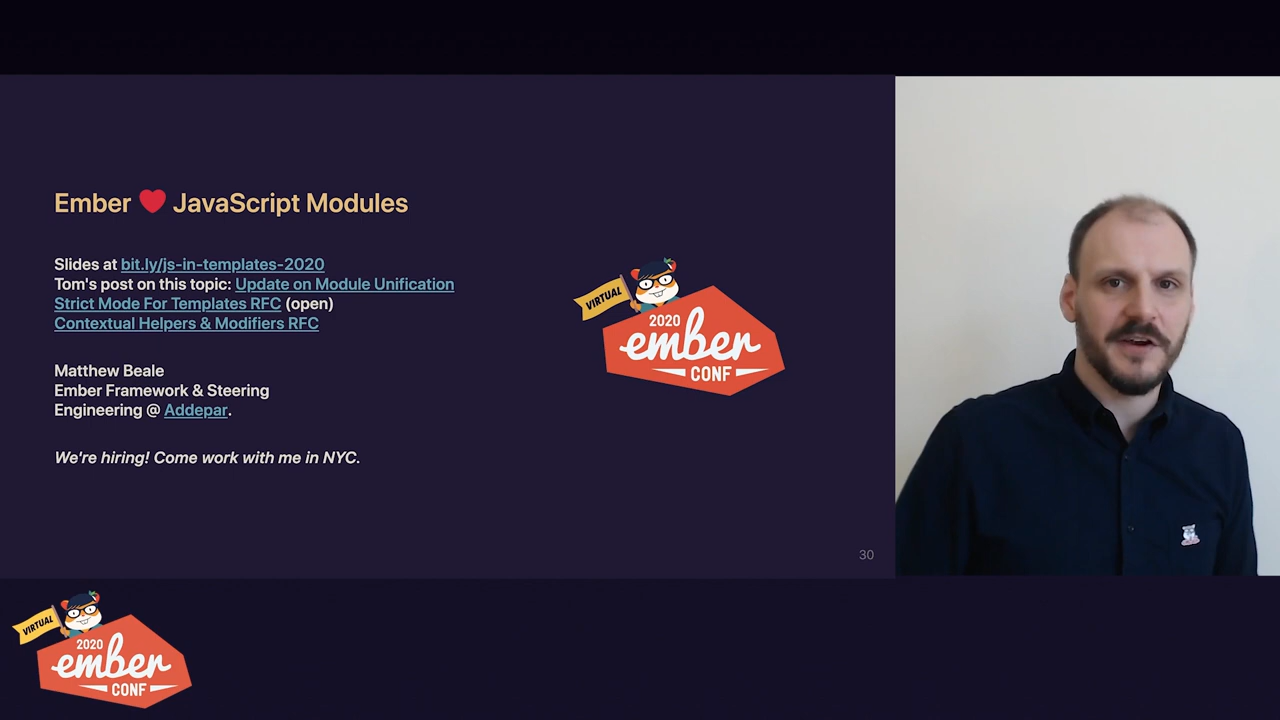 Ember ❤️ JavaScript Modules
Slides at bit.ly/js-in-templates-2020
Tom's post on this topic: Update on Module Unification
Strict Mode For Templates RFC (open)
Contextual Helpers & Modifiers RFC
Matthew Beale
Ember Framework & Steering
Engineering @ Addepar.
We're hiring! Come work with me in NYC.
VIRTUAL
2020
ember
CONF
30
VIRTUAL
2020
ember
CONF